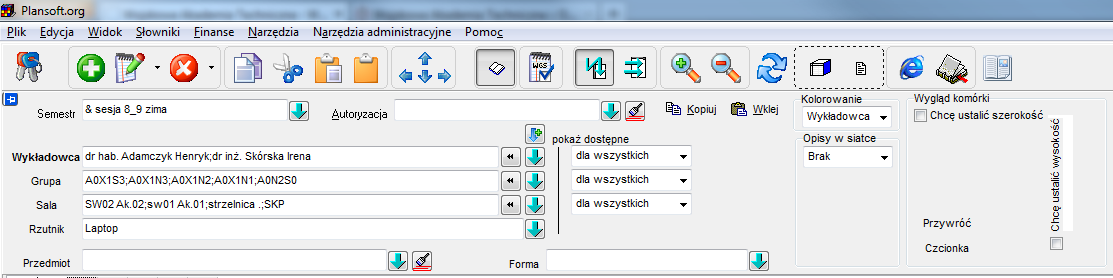 Plansoft.org
Plik Edycja Widok Słowniki Finanse Narzędzia Narzędzia administracyjne Pomoc
WGS
Semestr & sesja 8_9 zima Autoryzacja Kopiuj Wklej
Kolorowanie
Wykładowca
Wygląd komórki
Chcę ustalić szerokość
pokaż dostępne
Opisy w siatce
Brak
Wykładowca dr hab. Adamczyk Henryk;dr inż. Skórska Irena dla wszystkich
Grupa A0X1S3;A0X1N3;A0X1N2;A0X1N1;A0N2S0 dla wszystkich
Sala SW02 Ak.02;sw01 Ak.01;strzelnica .;SKP dla wszystkich
Rzutnik Laptop
Chcę ustalić wysokość
Przywróć
Czcionka
Przedmiot Forma